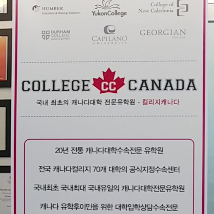 HUMBER
YukonCollege
College of
New Caledonia
DURHAM
COLLEGE
CAPILANO
UNIVERSITY
GEORGIAN
COLLEGE CC CANADA
국내 최초의 캐나다대학 전문유학원 - 컬리지캐나다
20년 전통 캐나다대학수속전문 유학원
전국 캐나다컬리지 70개 대학의 공식지정수속센터
국내최초 국내최대 국내유일의 캐나다대학전문유학원
캐나다 유학후이민을 위한 대학입학상담수속전문